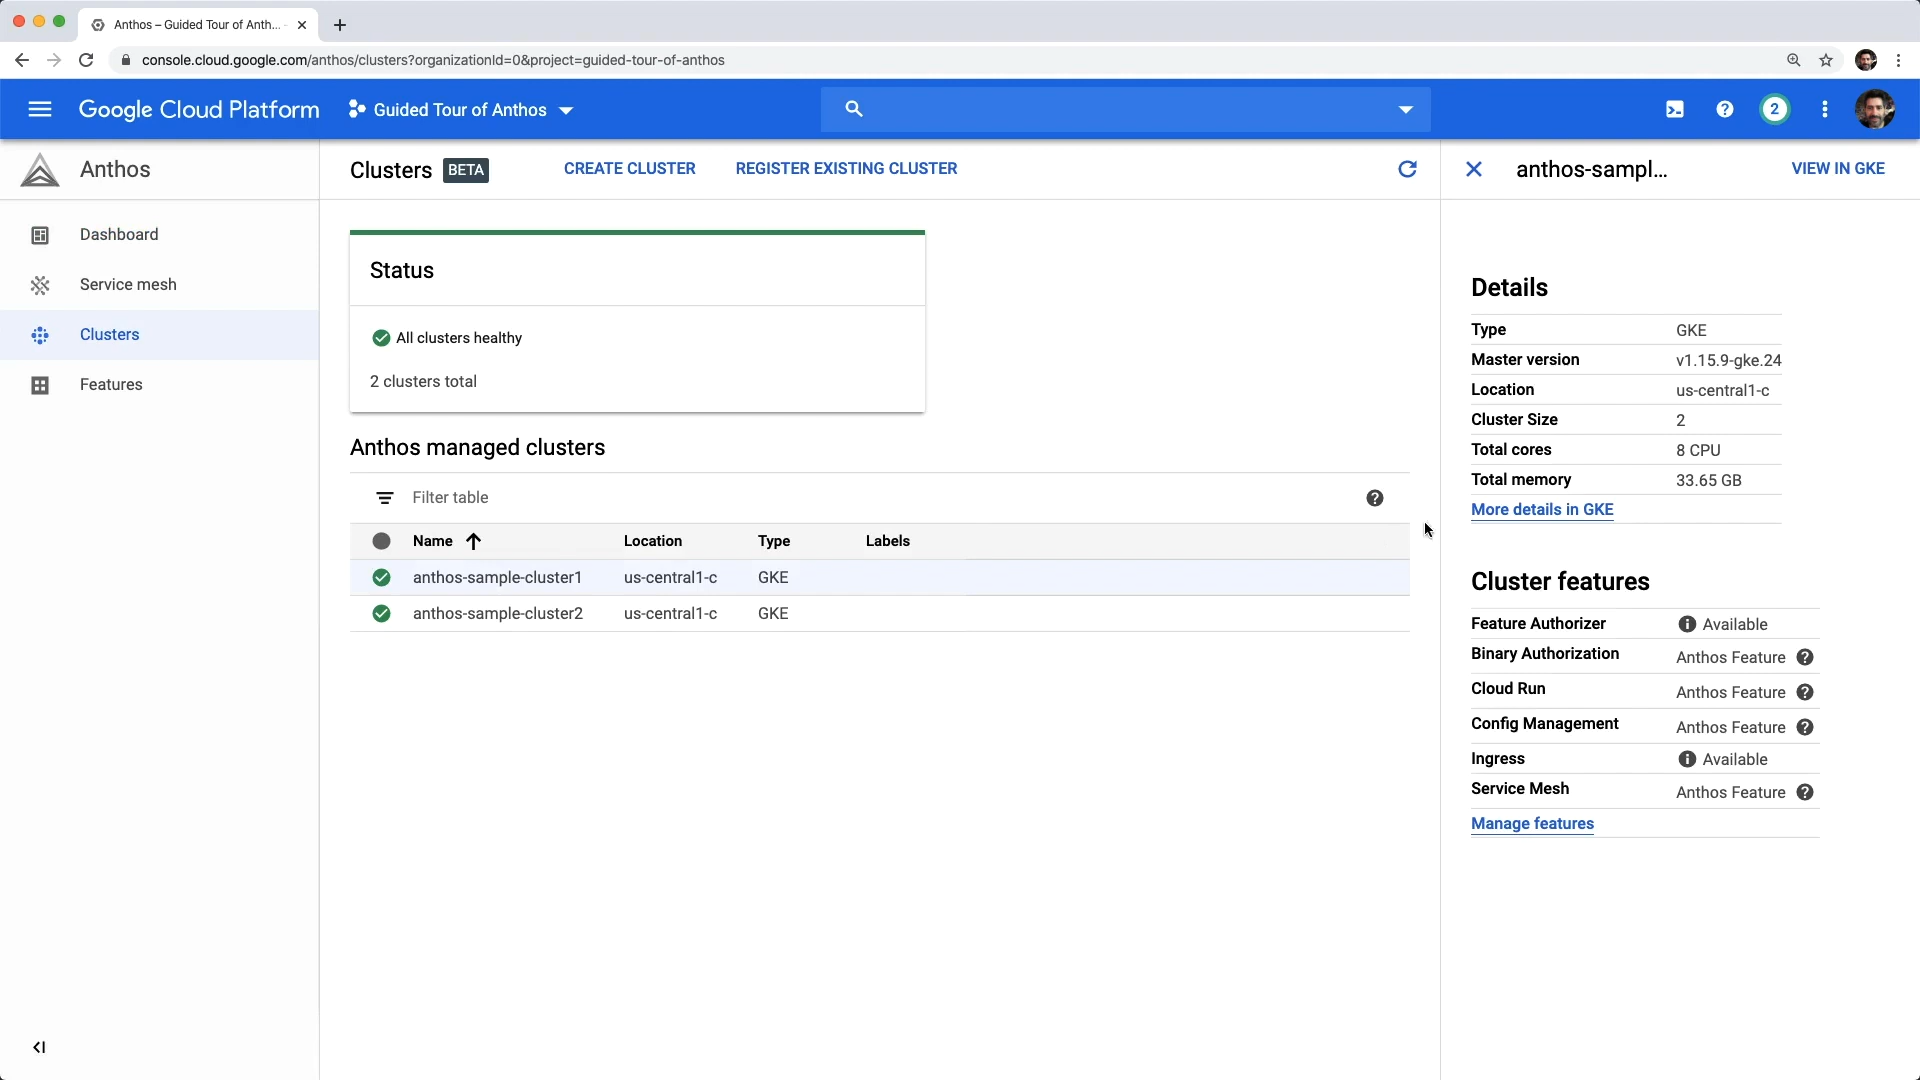 Anthos – Guided Tour of Anth...
console.cloud.google.com/anthos/clusters?organizationId=0&project=guided-tour-of-anthos
Google Cloud Platform
Guided Tour of Anthos
2
Anthos
Dashboard
Service mesh
Clusters
Features
Clusters BETA CREATE CLUSTER REGISTER EXISTING CLUSTER
Status
All clusters healthy
2 clusters total
Anthos managed clusters
Filter table
Name Location Type Labels
anthos-sample-cluster1 us-central1-c GKE
anthos-sample-cluster2 us-central1-c GKE
anthos-sampl... VIEW IN GKE
Details
Type GKE
Master version v1.15.9-gke.24
Location us-central1-c
Cluster Size 2
Total cores 8 CPU
Total memory 33.65 GB
More details in GKE
Cluster features
Feature Authorizer Available
Binary Authorization Anthos Feature
Cloud Run Anthos Feature
Config Management Anthos Feature
Ingress Available
Service Mesh Anthos Feature
Manage features